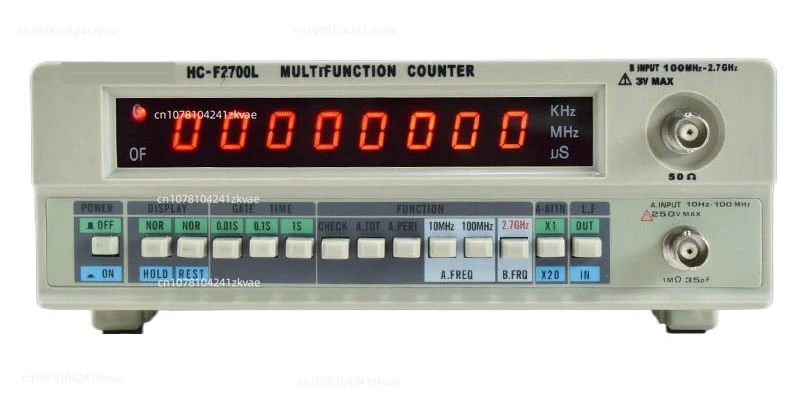 cn1078104241zkvae cn1078104241zkvae
HC-F2700L MULTIFUNCTION COUNTER
B INPUT 100MHz-2.7GHz
3V MAX
cn1078104241zkvae
00000000
KHz
MHz
μS
OF
50Ω
cn1078104241zkvae
POWER DISPLAY GATE TIME FUNCTION A-ATTN L.F
A.INPUT 10Hz-100MHz
250V MAX
OFF NOR NOR 0.01S 0.1S 1S CHECK A.TOT A.PERI 10MHz 100MHz 2.7GHz X1 OUT
ON HOLD REST A.FREQ B.FRQ X20 IN
1MΩ 35pF
cn1078104241zkvae
cn1078104241zkvae cn1078104241zkvae